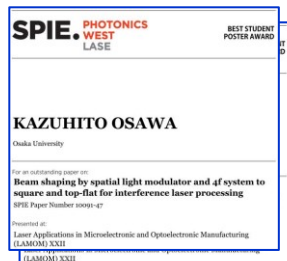 SPIE. PHOTONICS
WEST
LASE
BEST STUDENT
POSTER AWARD
KAZUHITO OSAWA
Osaka University
For an outstanding paper on:
Beam shaping by spatial light modulator and 4f system to
square and top-flat for interference laser processing
SPIE Paper Number 10091-47
Presented at:
Laser Applications in Microelectronic and Optoelectronic Manufacturing
(LAMOM) XXII
(LAMOM) XXII